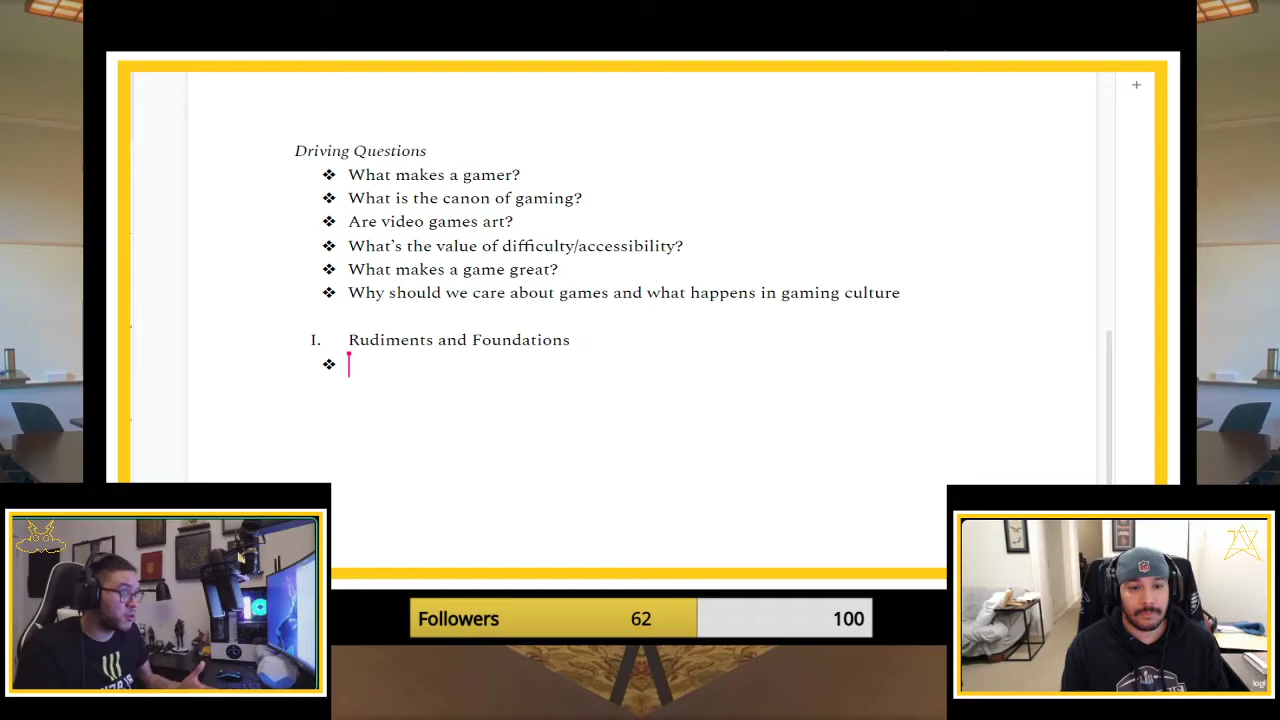 Driving Questions
❖ What makes a gamer?
❖ What is the canon of gaming?
❖ Are video games art?
❖ What's the value of difficulty/accessibility?
❖ What makes a game great?
❖ Why should we care about games and what happens in gaming culture
I. Rudiments and Foundations
❖
Followers 62 100
logi